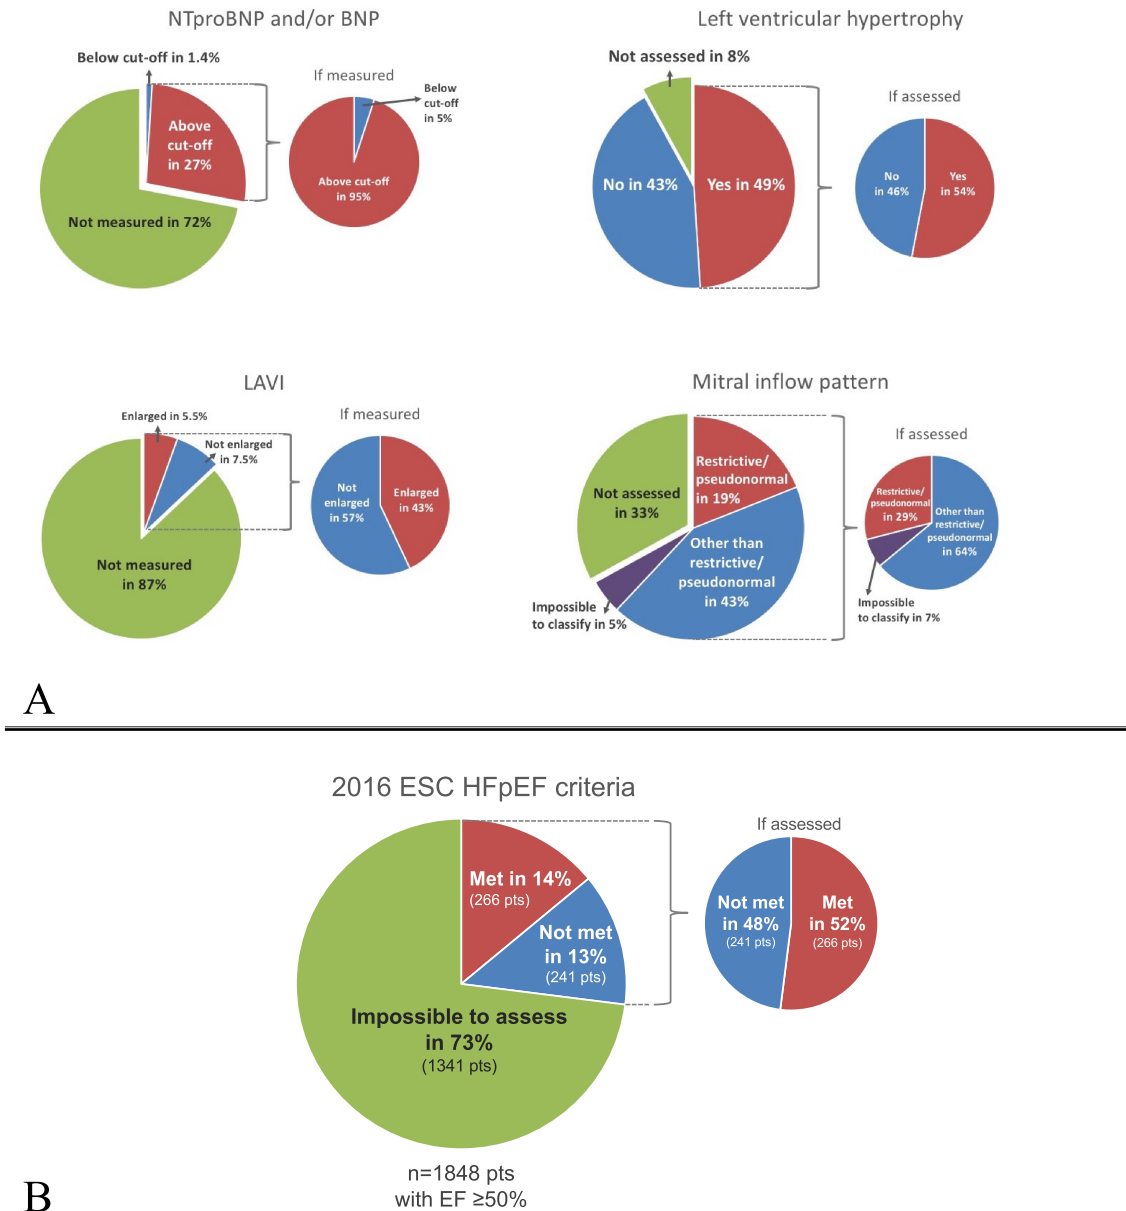 NTproBNP and/or BNP
Below cut-off in 1.4%
If measured
Below
cut-off
in 5%
Above
cut-off
in 27%
Above cut-off
in 95%
Not measured in 72%
Left ventricular hypertrophy
Not assessed in 8%
If assessed
No in 43%
Yes in 49%
No
in 46%
Yes
in 54%
LAVI
Enlarged in 5.5%
If measured
Not enlarged
in 7.5%
Not
enlarged
in 57%
Enlarged
in 43%
Not measured
in 87%
Mitral inflow pattern
If assessed
Restrictive/
pseudonormal
in 19%
Not assessed
in 33%
Other than
restrictive/
pseudonormal
in 43%
Impossible
to classify in 5%
Restrictive/
pseudonormal
in 29%
Other than
restrictive/
pseudonormal
in 64%
Impossible
to classify in 7%
A
2016 ESC HFpEF criteria
If assessed
Met in 14%
(266 pts)
Not met
in 13%
(241 pts)
Impossible to assess
in 73%
(1341 pts)
Not met
in 48%
(241 pts)
Met
in 52%
(266 pts)
n=1848 pts
with EF ≥50%
B